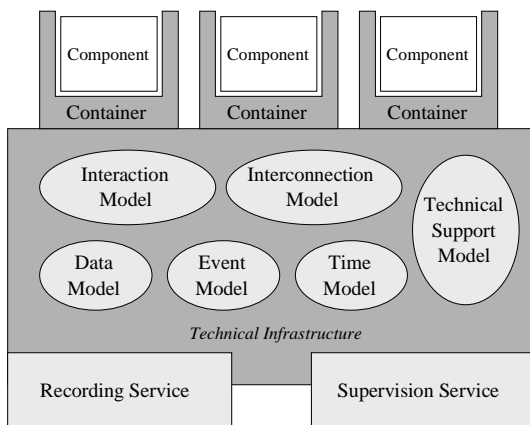 Component Component Component
Container Container Container
Interaction
Model
Interconnection
Model
Technical
Support
Model
Data
Model
Event
Model
Time
Model
Technical Infrastructure
Recording Service
Supervision Service